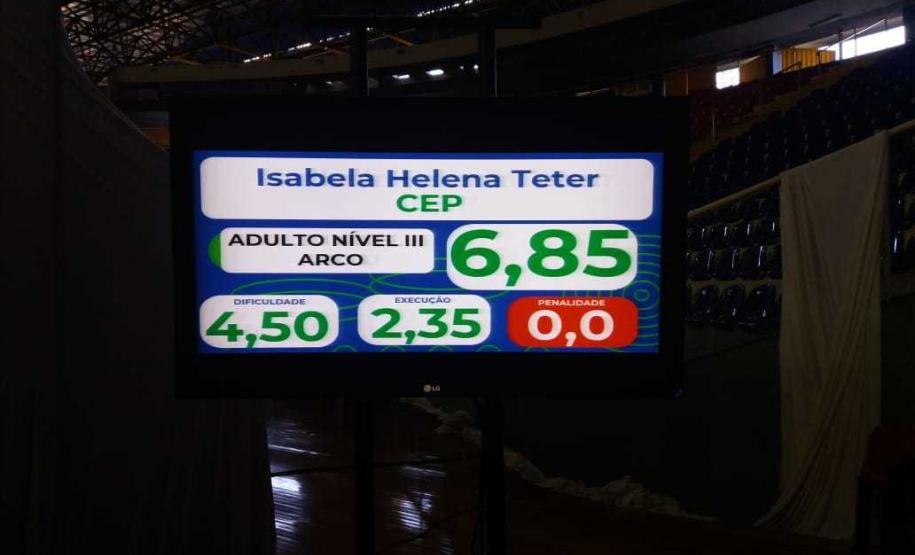 Isabela Helena Teter
CEP
ADULTO NÍVEL III
ARCO
6,85
DIFICULDADE
4,50
EXECUÇÃO
2,35
PENALIDADE
0,0
LG